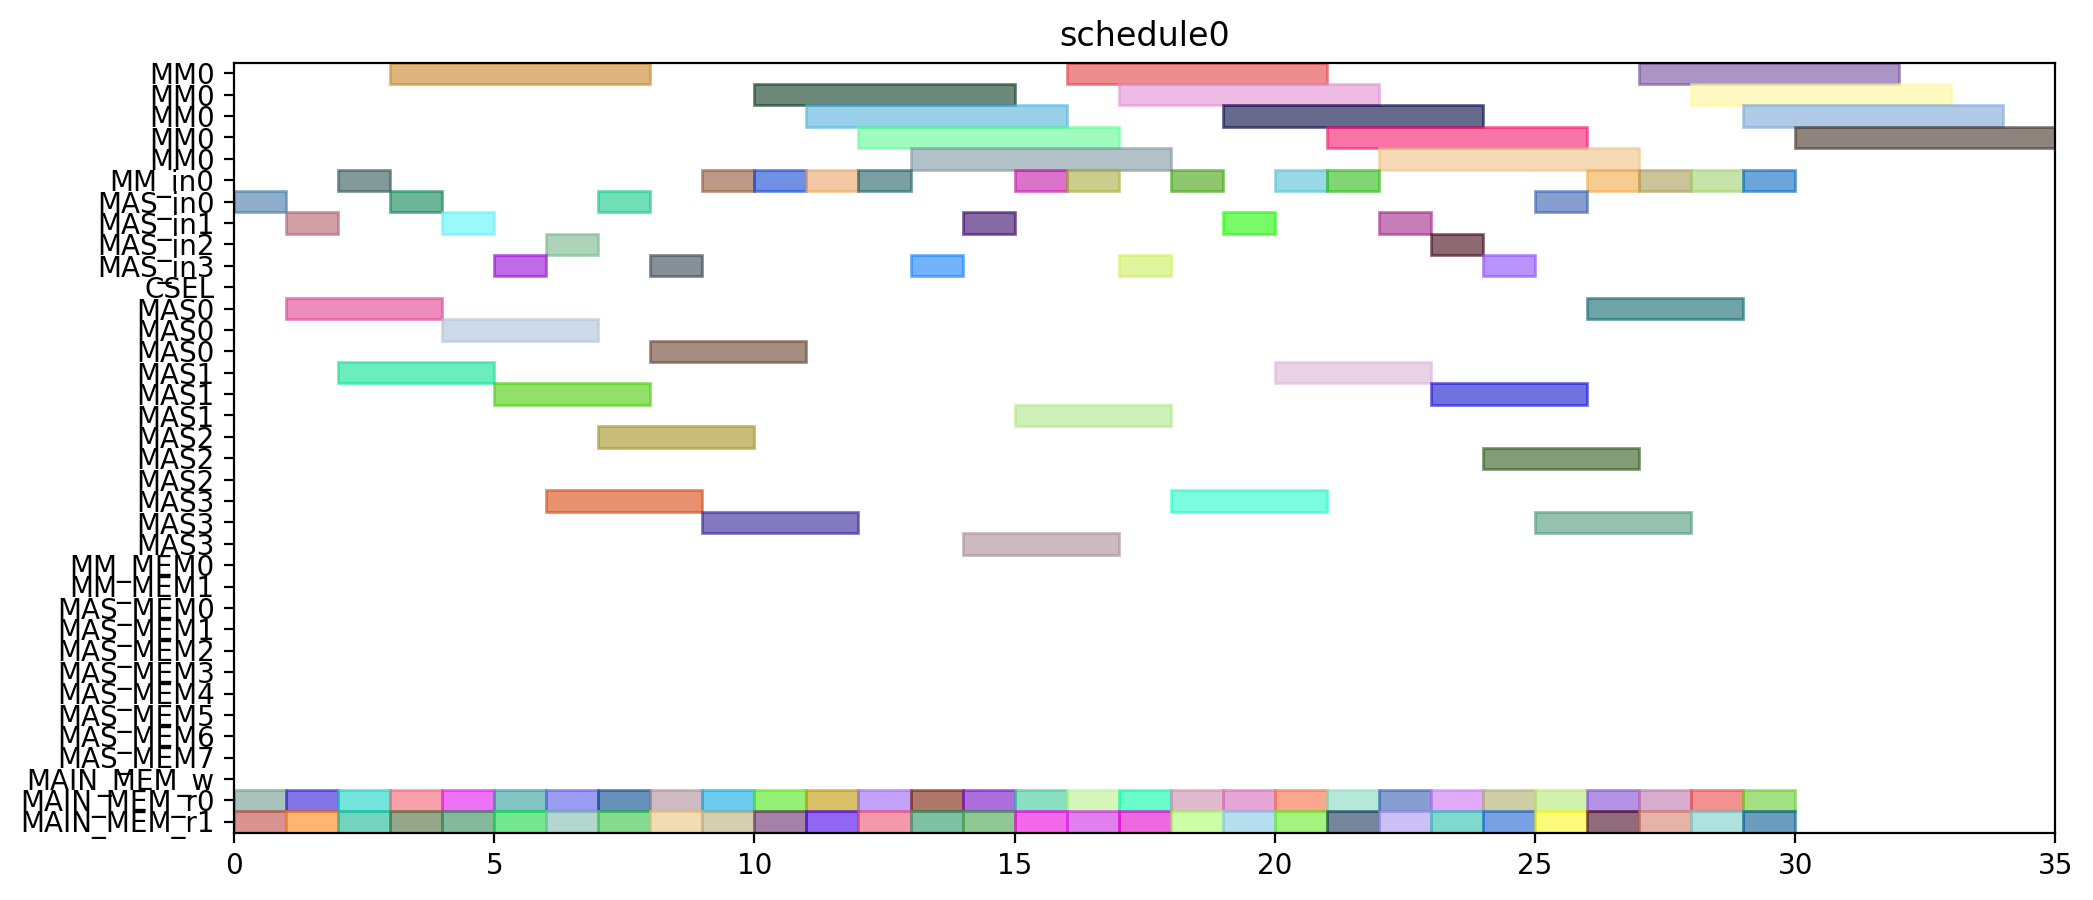 schedule0
MM0
MM0
MM0
MM0
MM0
MM_in0
MAS_in0
MAS_in1
MAS_in2
MAS_in3
CSEL
MAS0
MAS0
MAS0
MAS1
MAS1
MAS1
MAS2
MAS2
MAS2
MAS3
MAS3
MAS3
MM_MEM0
MM_MEM1
MAS_MEM0
MAS_MEM1
MAS_MEM2
MAS_MEM3
MAS_MEM4
MAS_MEM5
MAS_MEM6
MAS_MEM7
MAIN_MEM_w
MAIN_MEM_r0
MAIN_MEM_r1
0 5 10 15 20 25 30 35